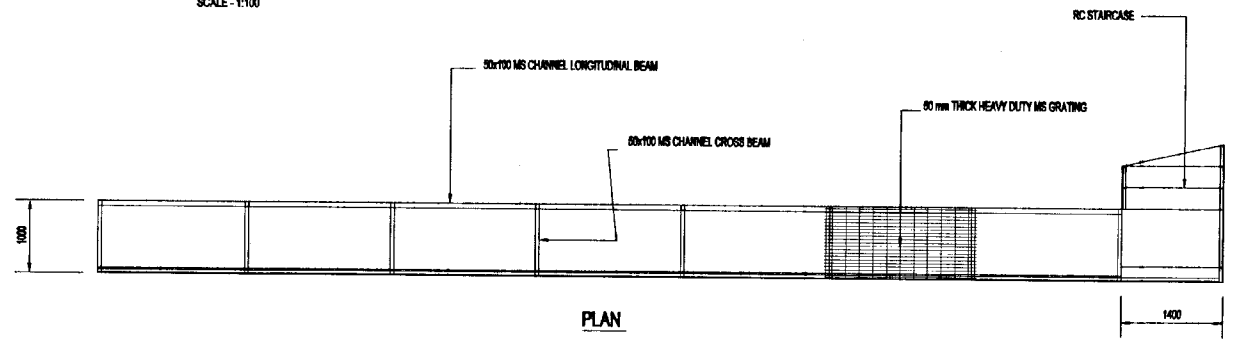 SCALE - 1:100
RC STAIRCASE
50x100 MS CHANNEL LONGITUDINAL BEAM
50 mm THICK HEAVY DUTY MS GRATING
50x100 MS CHANNEL CROSS BEAM
1000
PLAN
1400